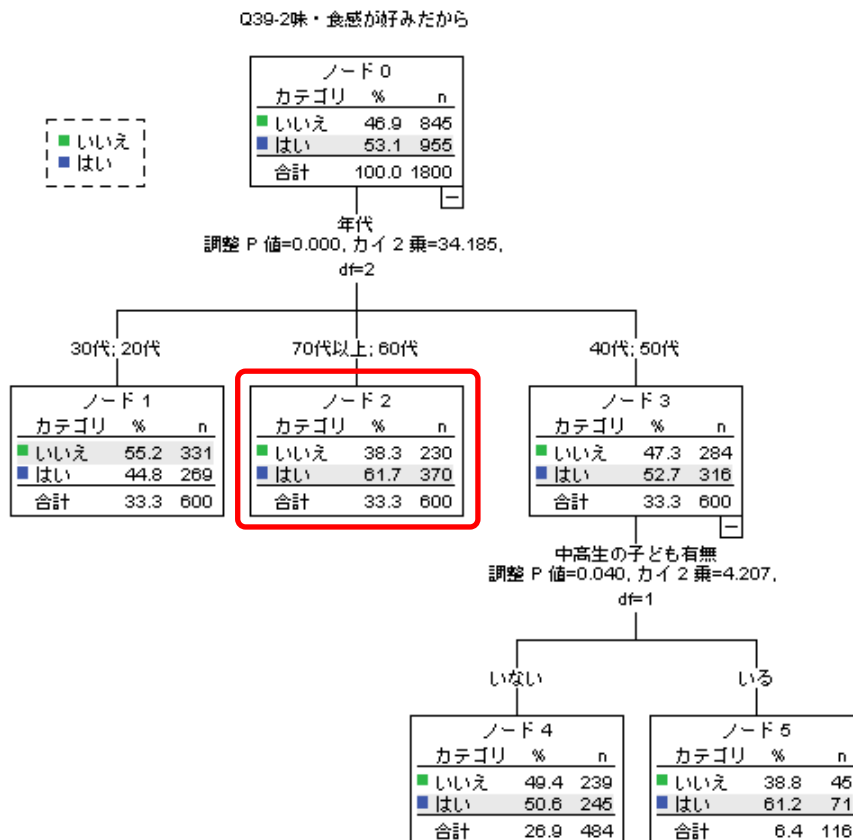 Q39-2味・食感が好みだから
ノード 0
カテゴリ % n
いいえ 46.9 845
はい 53.1 955
合計 100.0 1800
いいえ
はい
年代
調整 P 値=0.000, カイ 2 乗=34.185,
df=2
30代; 20代
70代以上; 60代
40代; 50代
ノード 1
カテゴリ % n
いいえ 55.2 331
はい 44.8 269
合計 33.3 600
ノード 2
カテゴリ % n
いいえ 38.3 230
はい 61.7 370
合計 33.3 600
ノード 3
カテゴリ % n
いいえ 47.3 284
はい 52.7 316
合計 33.3 600
中高生の子ども有無
調整 P 値=0.040, カイ 2 乗=4.207,
df=1
いない
いる
ノード 4
カテゴリ % n
いいえ 49.4 239
はい 50.6 245
合計 26.9 484
ノード 5
カテゴリ % n
いいえ 38.8 45
はい 61.2 71
合計 6.4 116